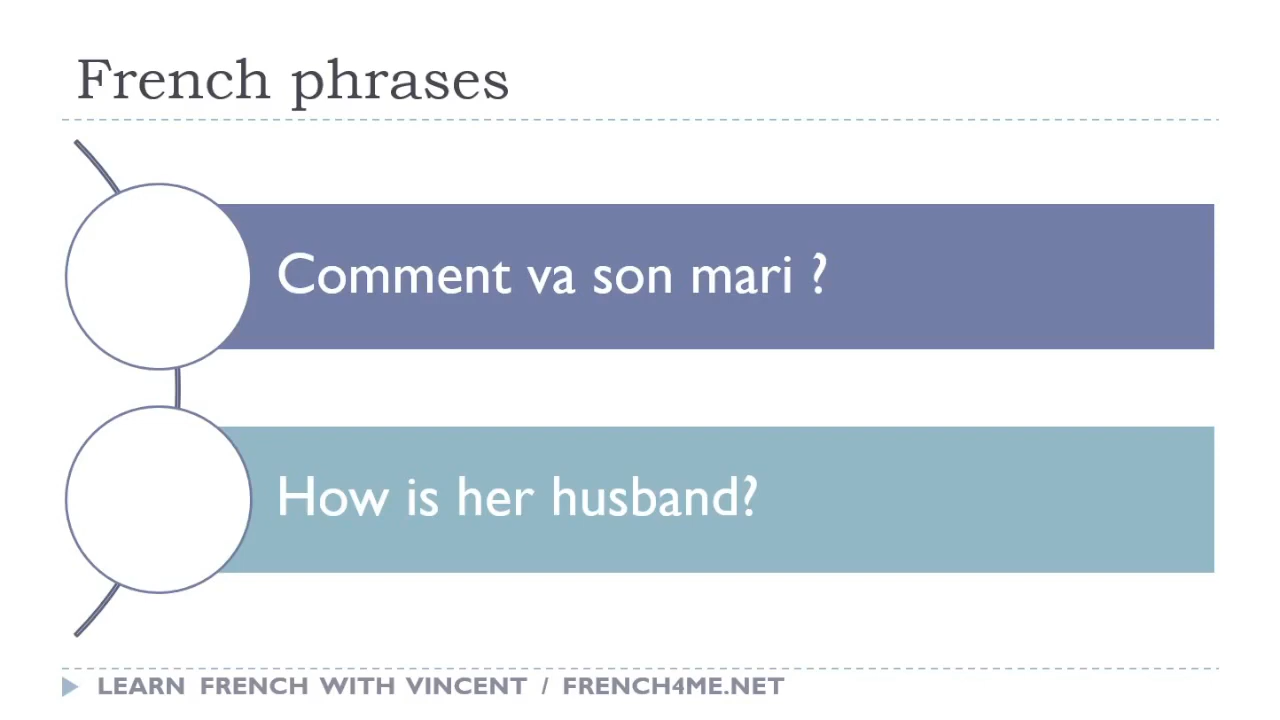 French phrases
Comment va son mari ?
How is her husband?
LEARN FRENCH WITH VINCENT / FRENCH4ME.NET